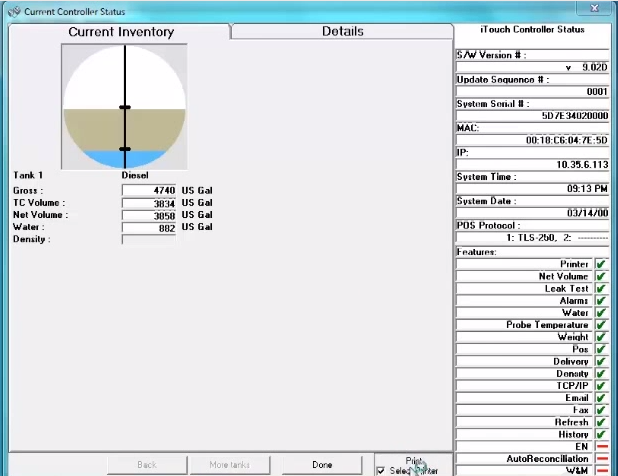 Current Controller Status
Current Inventory
Details
Tank 1 Diesel
Gross : 4740 US Gal
TC Volume : 3834 US Gal
Net Volume : 3858 US Gal
Water : 882 US Gal
Density :
Back
More tanks
Done
Print
Select Printer
iTouch Controller Status
S/W Version # :
v 9.02D
Update Sequence # :
0001
System Serial # :
5D7E34020000
MAC:
00:18:C6:04:7E:5D
IP:
10.35.6.113
System Time :
09:13 PM
System Date :
03/14/00
POS Protocol :
1: TLS-250, 2: ----------
Features:
Printer
Net Volume
Leak Test
Alarms
Water
Probe Temperature
Weight
Pos
Delivery
Density
TCP/IP
Email
Fax
Refresh
History
EN
AutoReconciliation
W&M